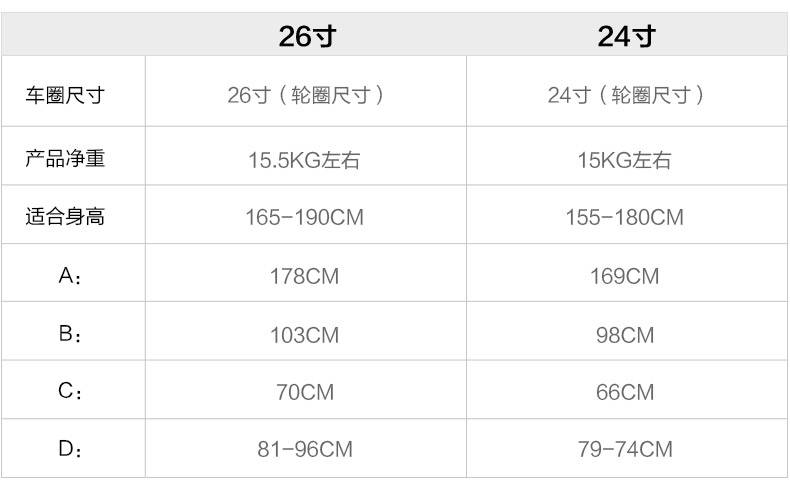 26寸 24寸
车圈尺寸 26寸（轮圈尺寸） 24寸（轮圈尺寸）
产品净重 15.5KG左右 15KG左右
适合身高 165-190CM 155-180CM
A： 178CM 169CM
B： 103CM 98CM
C： 70CM 66CM
D： 81-96CM 79-74CM